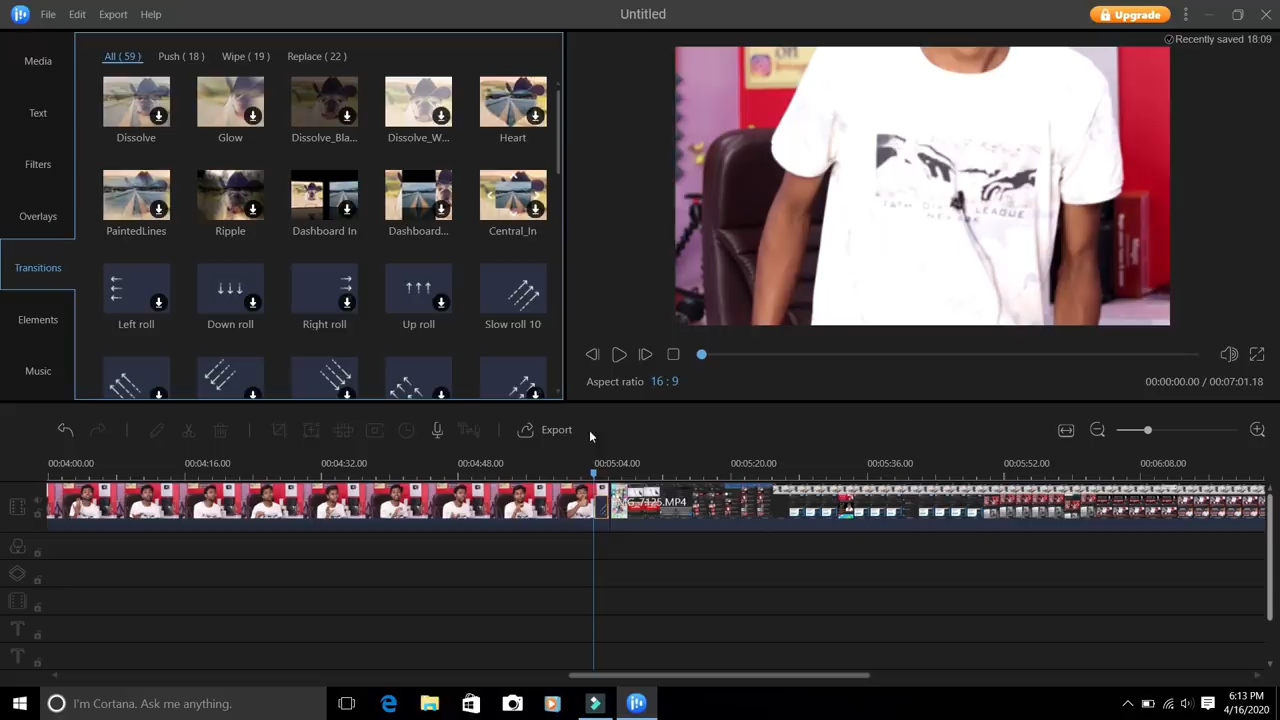 File Edit Export Help Untitled Upgrade
Recently saved 18:09
Media
Text
Filters
Overlays
Transitions
Elements
Music
All ( 59 ) Push ( 18 ) Wipe ( 19 ) Replace ( 22 )
Dissolve Glow Dissolve_Bla... Dissolve_W... Heart
PaintedLines Ripple Dashboard In Dashboard... Central_In
Left roll Down roll Right roll Up roll Slow roll 10
LEAGUE
Aspect ratio 16 : 9
00:00:00.00 / 00:07:01.18
Export
00:04:00.00 00:04:16.00 00:04:32.00 00:04:48.00 00:05:04.00 00:05:20.00 00:05:36.00 00:05:52.00 00:06:08.00
G_7125.MP4
I'm Cortana. Ask me anything.
6:13 PM
4/16/2020